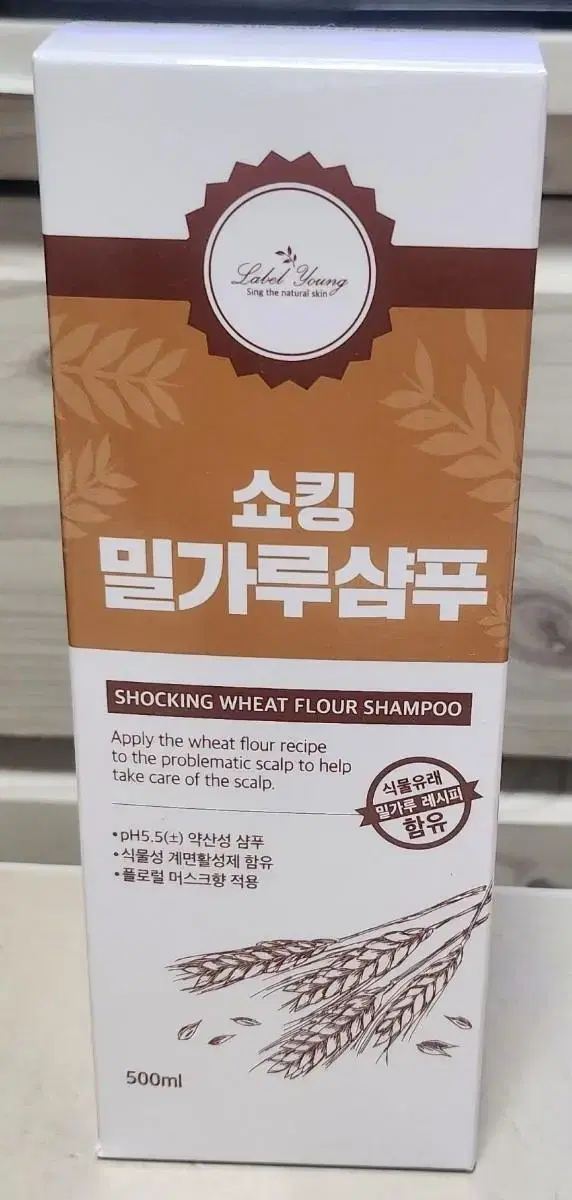 Label Young
Sing the natural skin
쇼킹
밀가루샴푸
SHOCKING WHEAT FLOUR SHAMPOO
Apply the wheat flour recipe
to the problematic scalp to help
take care of the scalp.
식물유래
밀가루 레시피
함유
•pH5.5(±) 약산성 샴푸
•식물성 계면활성제 함유
•플로럴 머스크향 적용
500ml